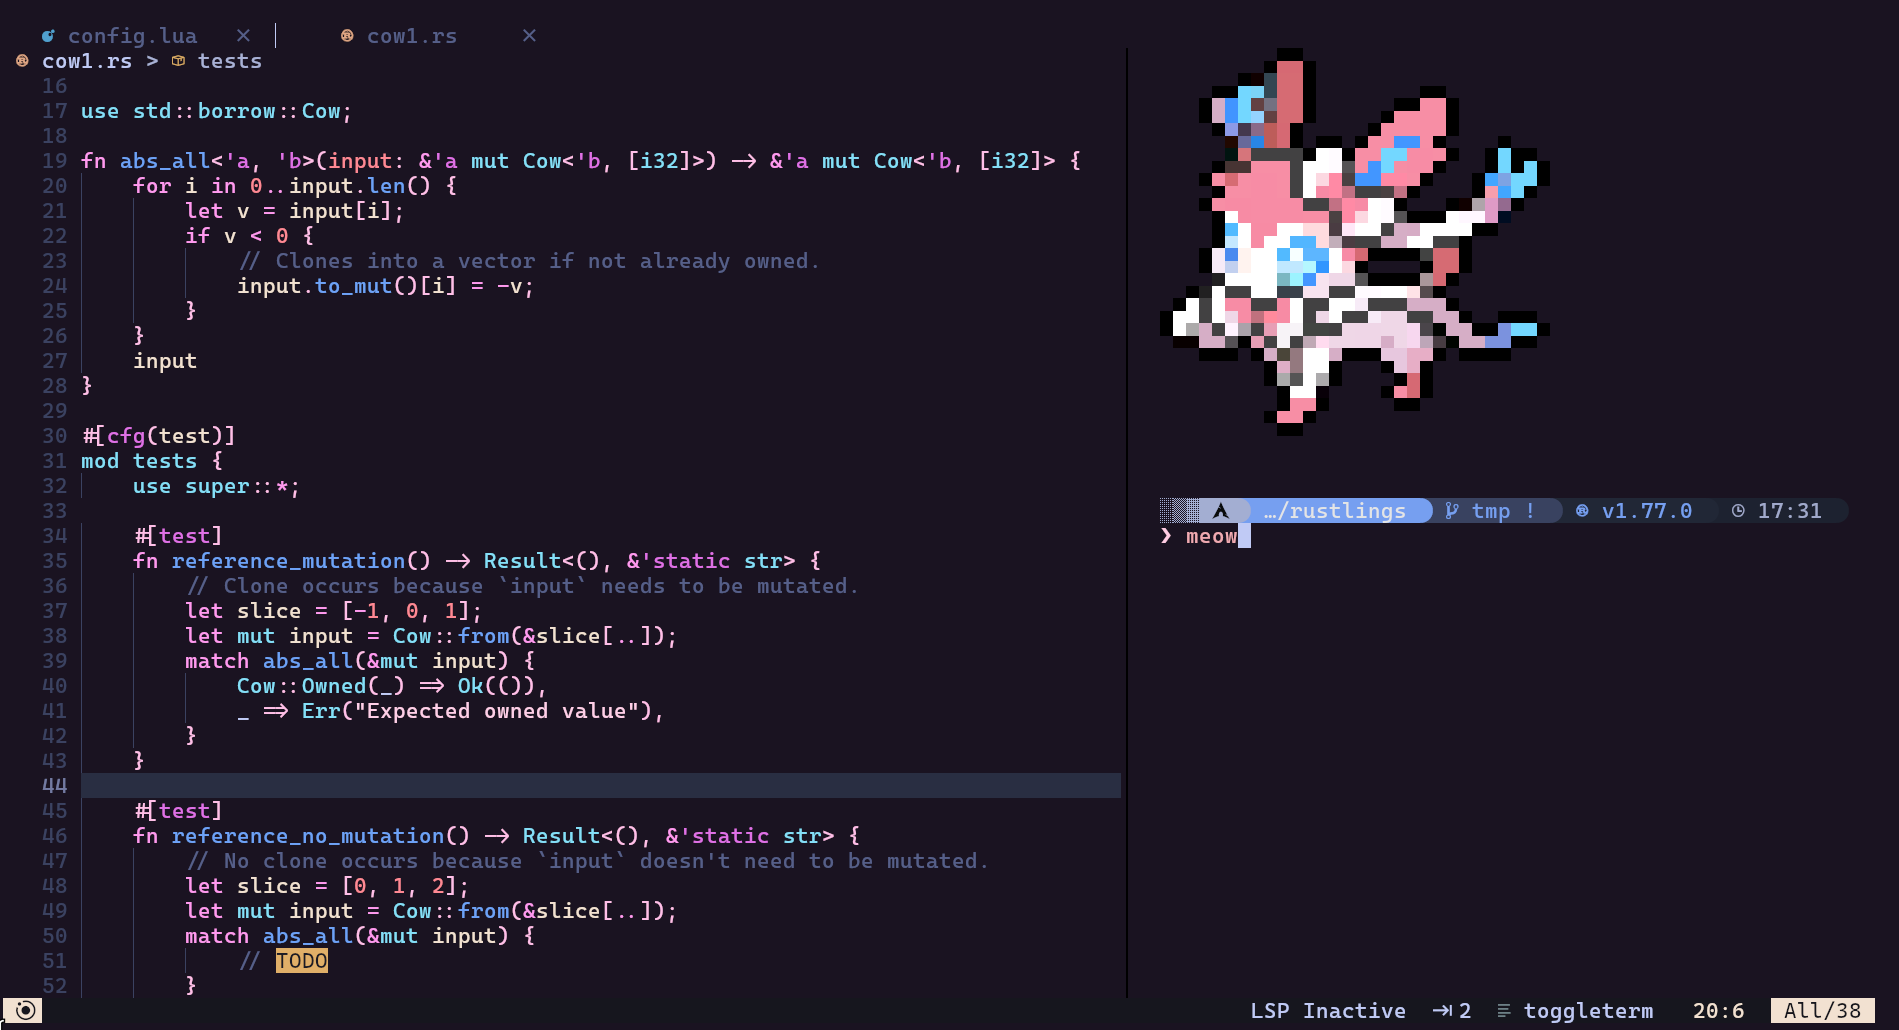 config.lua ✕ cow1.rs ✕
cow1.rs > tests
16
17 use std::borrow::Cow;
18
19 fn abs_all<'a, 'b>(input: &'a mut Cow<'b, [i32]>) -> &'a mut Cow<'b, [i32]> {
20     for i in 0..input.len() {
21         let v = input[i];
22         if v < 0 {
23             // Clones into a vector if not already owned.
24             input.to_mut()[i] = -v;
25         }
26     }
27     input
28 }
29
30 #[cfg(test)]
31 mod tests {
32     use super::*;
33
34     #[test]
35     fn reference_mutation() -> Result<(), &'static str> {
36         // Clone occurs because `input` needs to be mutated.
37         let slice = [-1, 0, 1];
38         let mut input = Cow::from(&slice[..]);
39         match abs_all(&mut input) {
40             Cow::Owned(_) => Ok(()),
41             _ => Err("Expected owned value"),
42         }
43     }
44
45     #[test]
46     fn reference_no_mutation() -> Result<(), &'static str> {
47         // No clone occurs because `input` doesn't need to be mutated.
48         let slice = [0, 1, 2];
49         let mut input = Cow::from(&slice[..]);
50         match abs_all(&mut input) {
51             // TODO
52         }
…/rustlings tmp ! v1.77.0 17:31
❯ meow
LSP Inactive 2 toggleterm 20:6 All/38